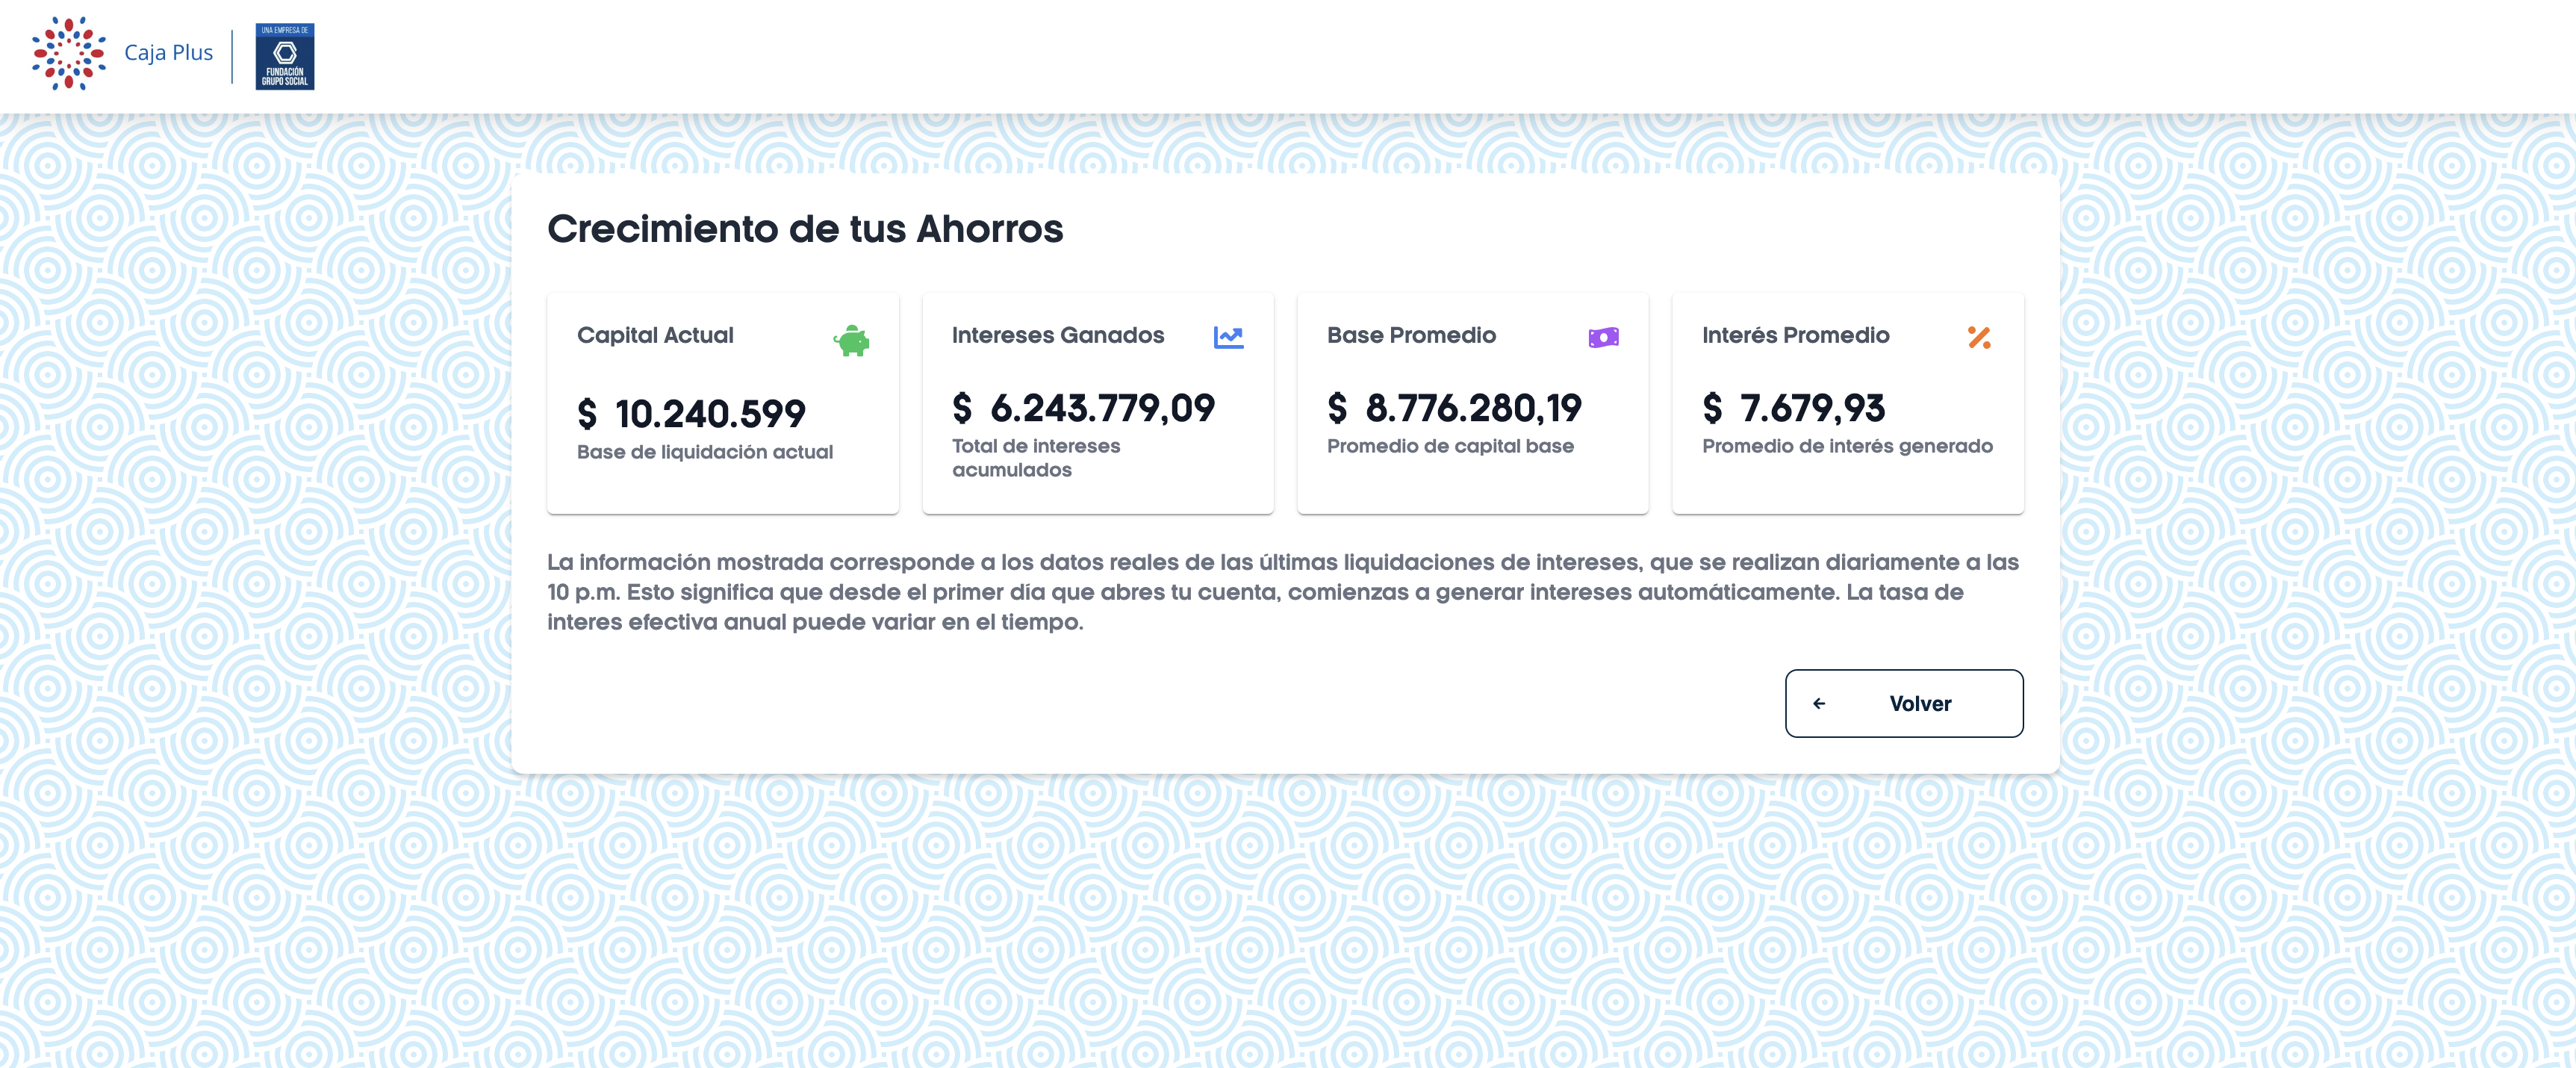 Caja Plus
UNA EMPRESA DE
FUNDACIÓN
GRUPO SOCIAL
Crecimiento de tus Ahorros
Capital Actual
$ 10.240.599
Base de liquidación actual
Intereses Ganados
$ 6.243.779,09
Total de intereses
acumulados
Base Promedio
$ 8.776.280,19
Promedio de capital base
Interés Promedio
$ 7.679,93
Promedio de interés generado
La información mostrada corresponde a los datos reales de las últimas liquidaciones de intereses, que se realizan diariamente a las
10 p.m. Esto significa que desde el primer día que abres tu cuenta, comienzas a generar intereses automáticamente. La tasa de
interes efectiva anual puede variar en el tiempo.
Volver